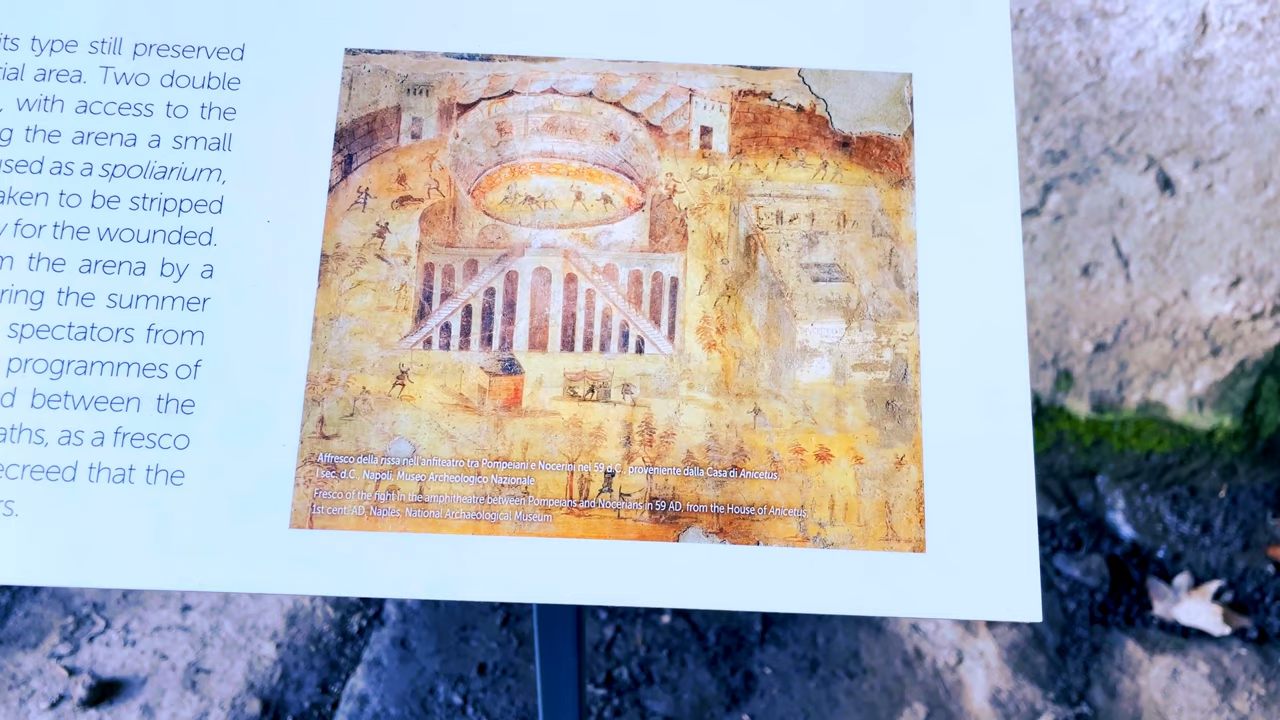 its type still preserved
tial area. Two double
, with access to the
g the arena a small
used as a spoliarium,
aken to be stripped
y for the wounded.
m the arena by a
ring the summer
spectators from
programmes of
d between the
aths, as a fresco
ecreed that the
rs.
Affresco della rissa nell'anfiteatro tra Pompeiani e Nocerini nel 59 d.C., proveniente dalla Casa di Anicetus,
I sec. d.C., Napoli, Museo Archeologico Nazionale
Fresco of the fight in the amphitheatre between Pompeians and Nocerians in 59 AD, from the House of Anicetus,
1st cent. AD, Naples, National Archaeological Museum